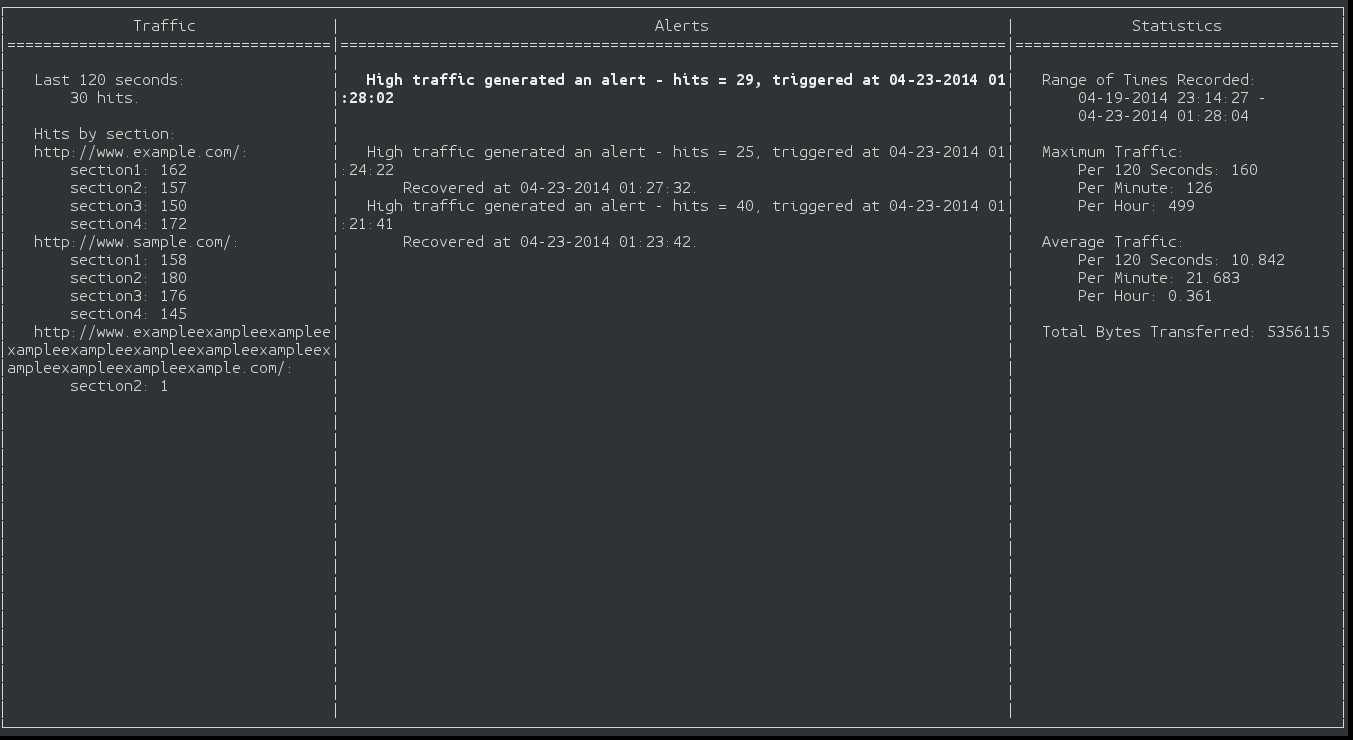 Traffic
===================================
Last 120 seconds:
30 hits.
Hits by section:
http://www.example.com/:
section1: 162
section2: 157
section3: 150
section4: 172
http://www.sample.com/:
section1: 158
section2: 180
section3: 176
section4: 145
http://www.exampleexampleexamplee
xampleexampleexampleexampleexampleex
ampleexampleexampleexample.com/:
section2: 1
Alerts
==========================================================================
High traffic generated an alert - hits = 29, triggered at 04-23-2014 01
:28:02
High traffic generated an alert - hits = 25, triggered at 04-23-2014 01
:24:22
Recovered at 04-23-2014 01:27:32.
High traffic generated an alert - hits = 40, triggered at 04-23-2014 01
:21:41
Recovered at 04-23-2014 01:23:42.
Statistics
===================================
Range of Times Recorded:
04-19-2014 23:14:27 -
04-23-2014 01:28:04
Maximum Traffic:
Per 120 Seconds: 160
Per Minute: 126
Per Hour: 499
Average Traffic:
Per 120 Seconds: 10.842
Per Minute: 21.683
Per Hour: 0.361
Total Bytes Transferred: 5356115